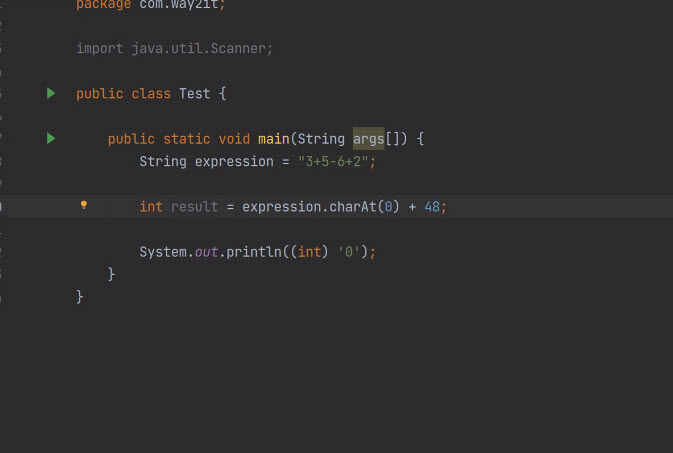 package com.way2it;
import java.util.Scanner;
public class Test {
public static void main(String args[]) {
String expression = "3+5-6+2";
int result = expression.charAt(0) + 48;
System.out.println((int) '0');
}
}